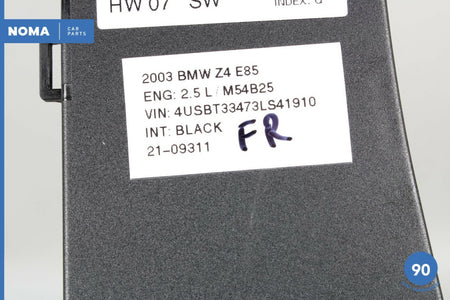 NOMA CAR PARTS
HW 07 SW
INDEX: G
2003 BMW Z4 E85
ENG: 2.5 L / M54B25
VIN: 4USBT33473LS41910
INT: BLACK
FR
21-09311
90